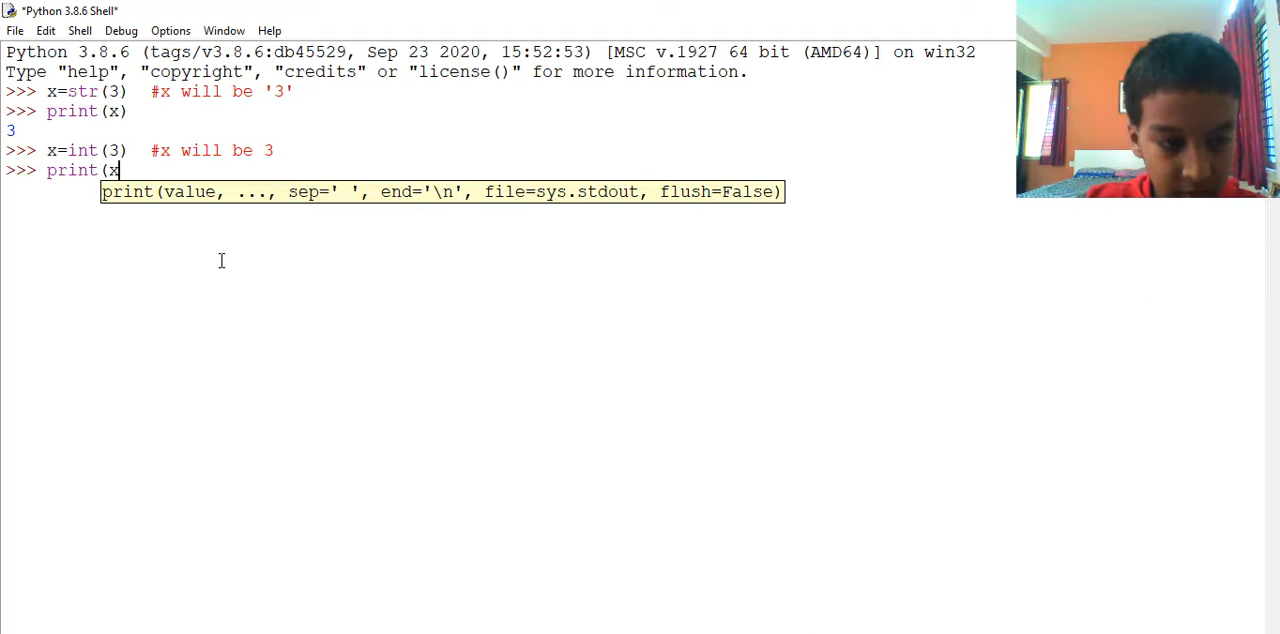 *Python 3.8.6 Shell*
File Edit Shell Debug Options Window Help
Python 3.8.6 (tags/v3.8.6:db45529, Sep 23 2020, 15:52:53) [MSC v.1927 64 bit (AMD64)] on win32
Type "help", "copyright", "credits" or "license()" for more information.
>>> x=str(3)  #x will be '3'
>>> print(x)
3
>>> x=int(3)  #x will be 3
>>> print(x
print(value, ..., sep=' ', end='\n', file=sys.stdout, flush=False)